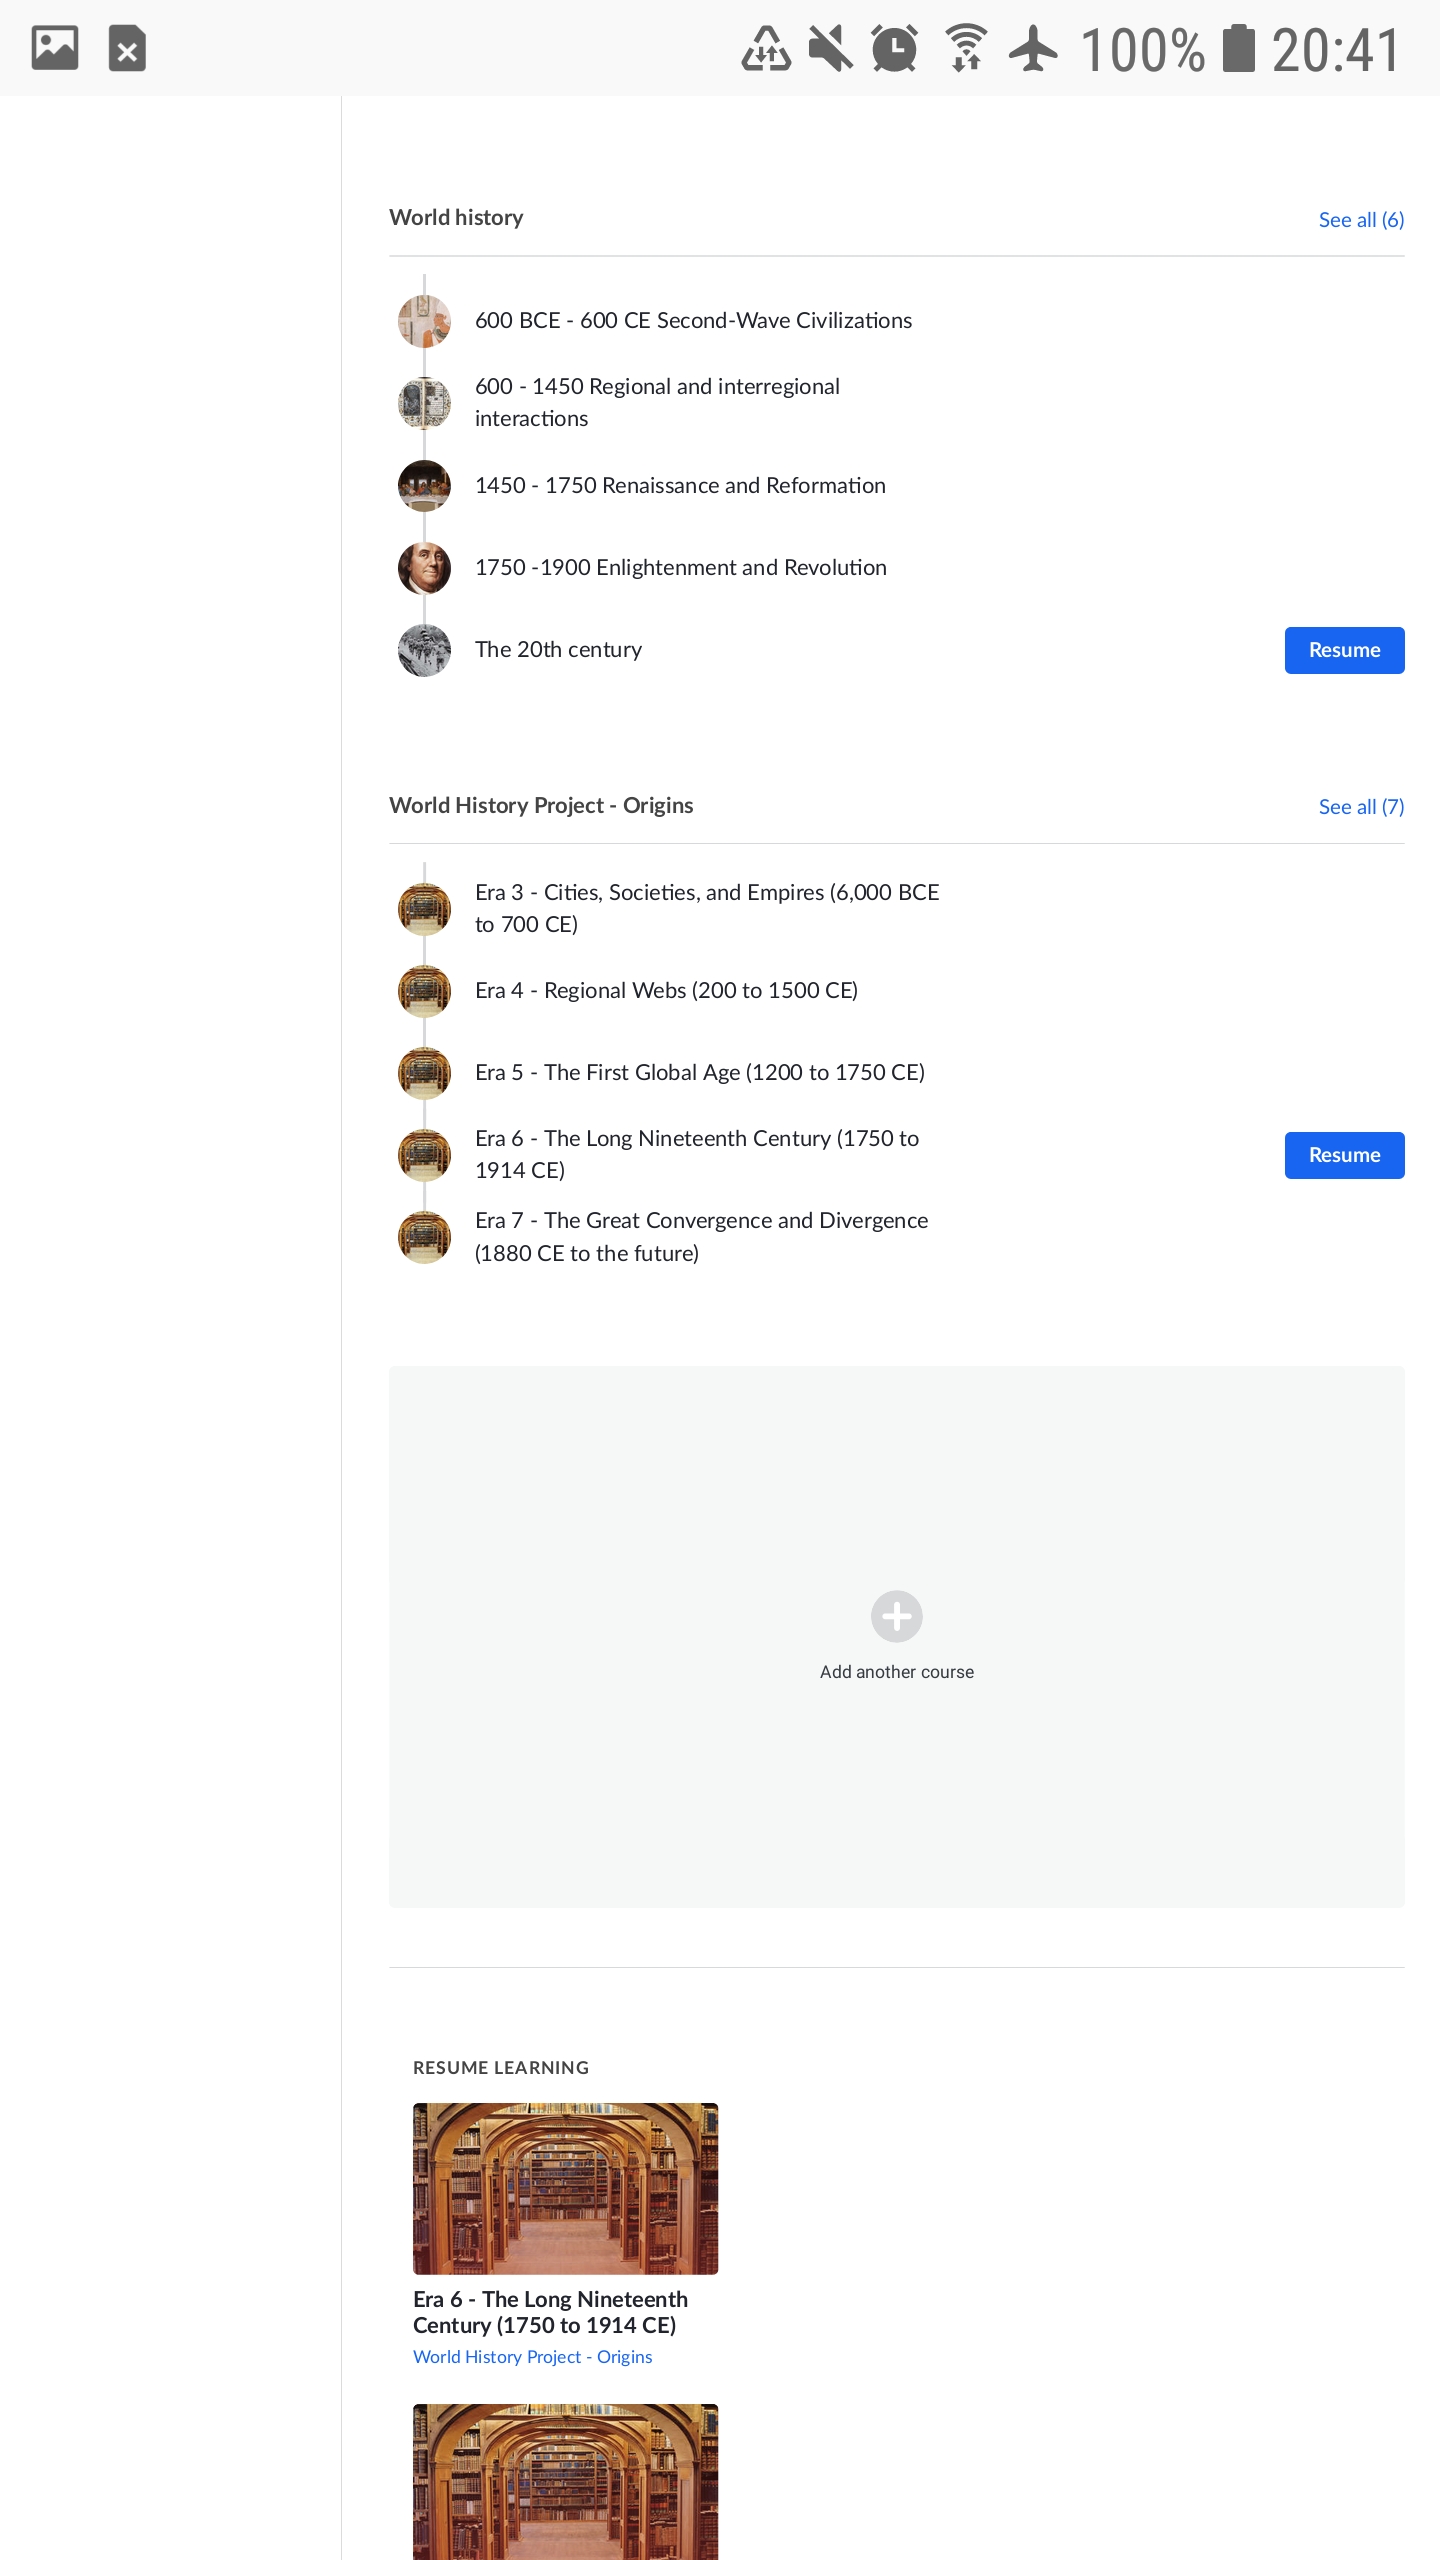 100% 20:41
World history
See all (6)
600 BCE - 600 CE Second-Wave Civilizations
600 - 1450 Regional and interregional
interactions
1450 - 1750 Renaissance and Reformation
1750 -1900 Enlightenment and Revolution
The 20th century
Resume
World History Project - Origins
See all (7)
Era 3 - Cities, Societies, and Empires (6,000 BCE
to 700 CE)
Era 4 - Regional Webs (200 to 1500 CE)
Era 5 - The First Global Age (1200 to 1750 CE)
Era 6 - The Long Nineteenth Century (1750 to
1914 CE)
Resume
Era 7 - The Great Convergence and Divergence
(1880 CE to the future)
Add another course
RESUME LEARNING
Era 6 - The Long Nineteenth
Century (1750 to 1914 CE)
World History Project - Origins